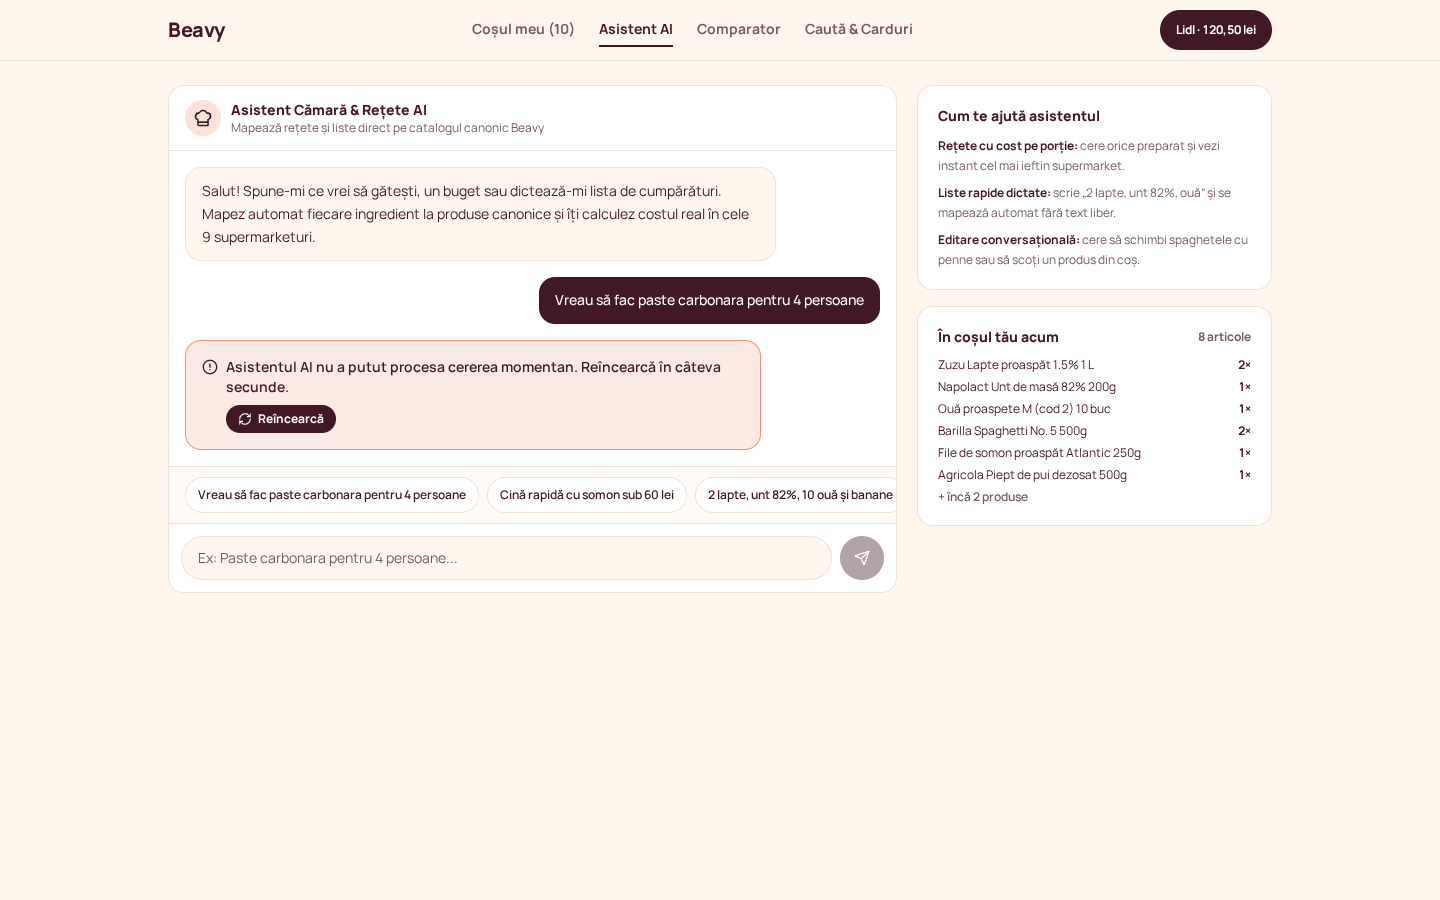 Beavy
Coșul meu (10)
Asistent AI
Comparator
Caută & Carduri
Lidl · 120,50 lei
Asistent Cămară & Rețete AI
Mapează rețete și liste direct pe catalogul canonic Beavy
Salut! Spune-mi ce vrei să gătești, un buget sau dictează-mi lista de cumpărături.
Mapez automat fiecare ingredient la produse canonice și îți calculez costul real în cele
9 supermarketuri.
Vreau să fac paste carbonara pentru 4 persoane
Asistentul AI nu a putut procesa cererea momentan. Reîncearcă în câteva
secunde.
Reîncearcă
Vreau să fac paste carbonara pentru 4 persoane
Cină rapidă cu somon sub 60 lei
2 lapte, unt 82%, 10 ouă și banane
Ex: Paste carbonara pentru 4 persoane...
Cum te ajută asistentul
Rețete cu cost pe porție: cere orice preparat și vezi
instant cel mai ieftin supermarket.
Liste rapide dictate: scrie „2 lapte, unt 82%, ouă” și se
mapează automat fără text liber.
Editare conversațională: cere să schimbi spaghetele cu
penne sau să scoți un produs din coș.
În coșul tău acum
8 articole
Zuzu Lapte proaspăt 1.5% 1 L 2×
Napolact Unt de masă 82% 200g 1×
Ouă proaspete M (cod 2) 10 buc 1×
Barilla Spaghetti No. 5 500g 2×
File de somon proaspăt Atlantic 250g 1×
Agricola Piept de pui dezosat 500g 1×
+ încă 2 produse